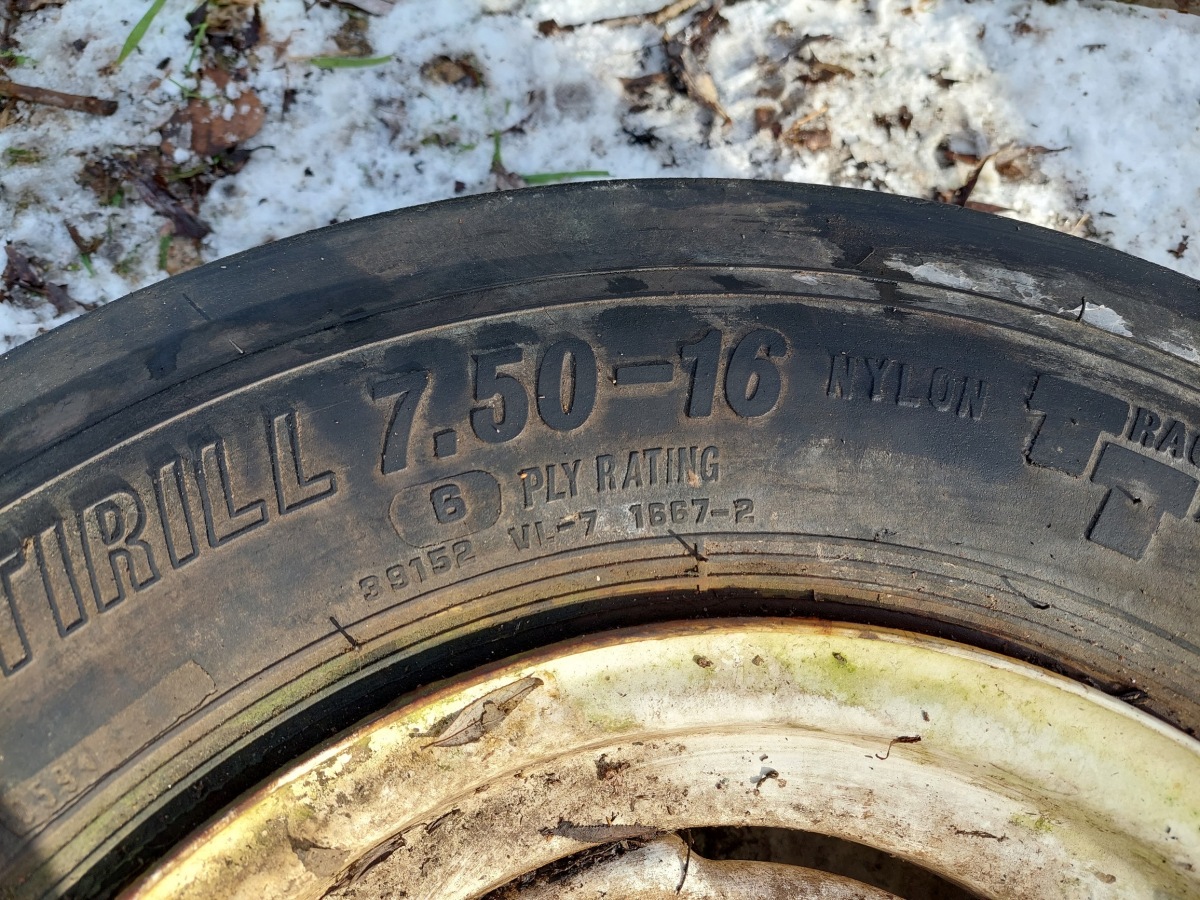 TIRILL 7.50-16 NYLON
6 PLY RATING
39152 VL-7 1667-2